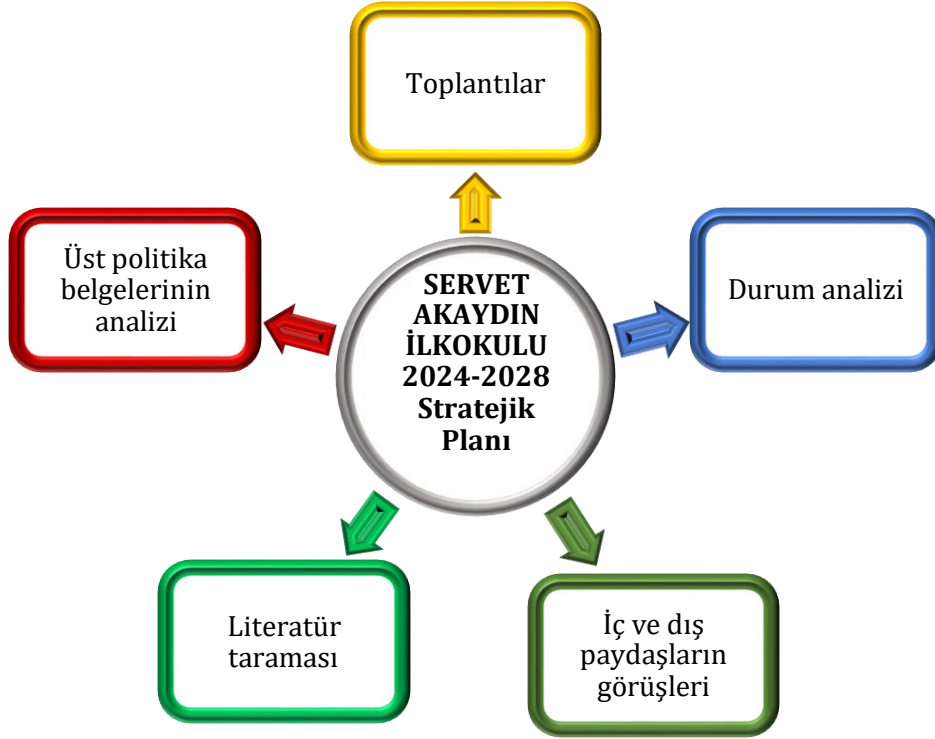 Toplantılar
Üst politika
belgelerinin
analizi
SERVET
AKAYDIN
İLKOKULU
2024-2028
Stratejik
Planı
Durum analizi
Literatür
taraması
İç ve dış
paydaşların
görüşleri